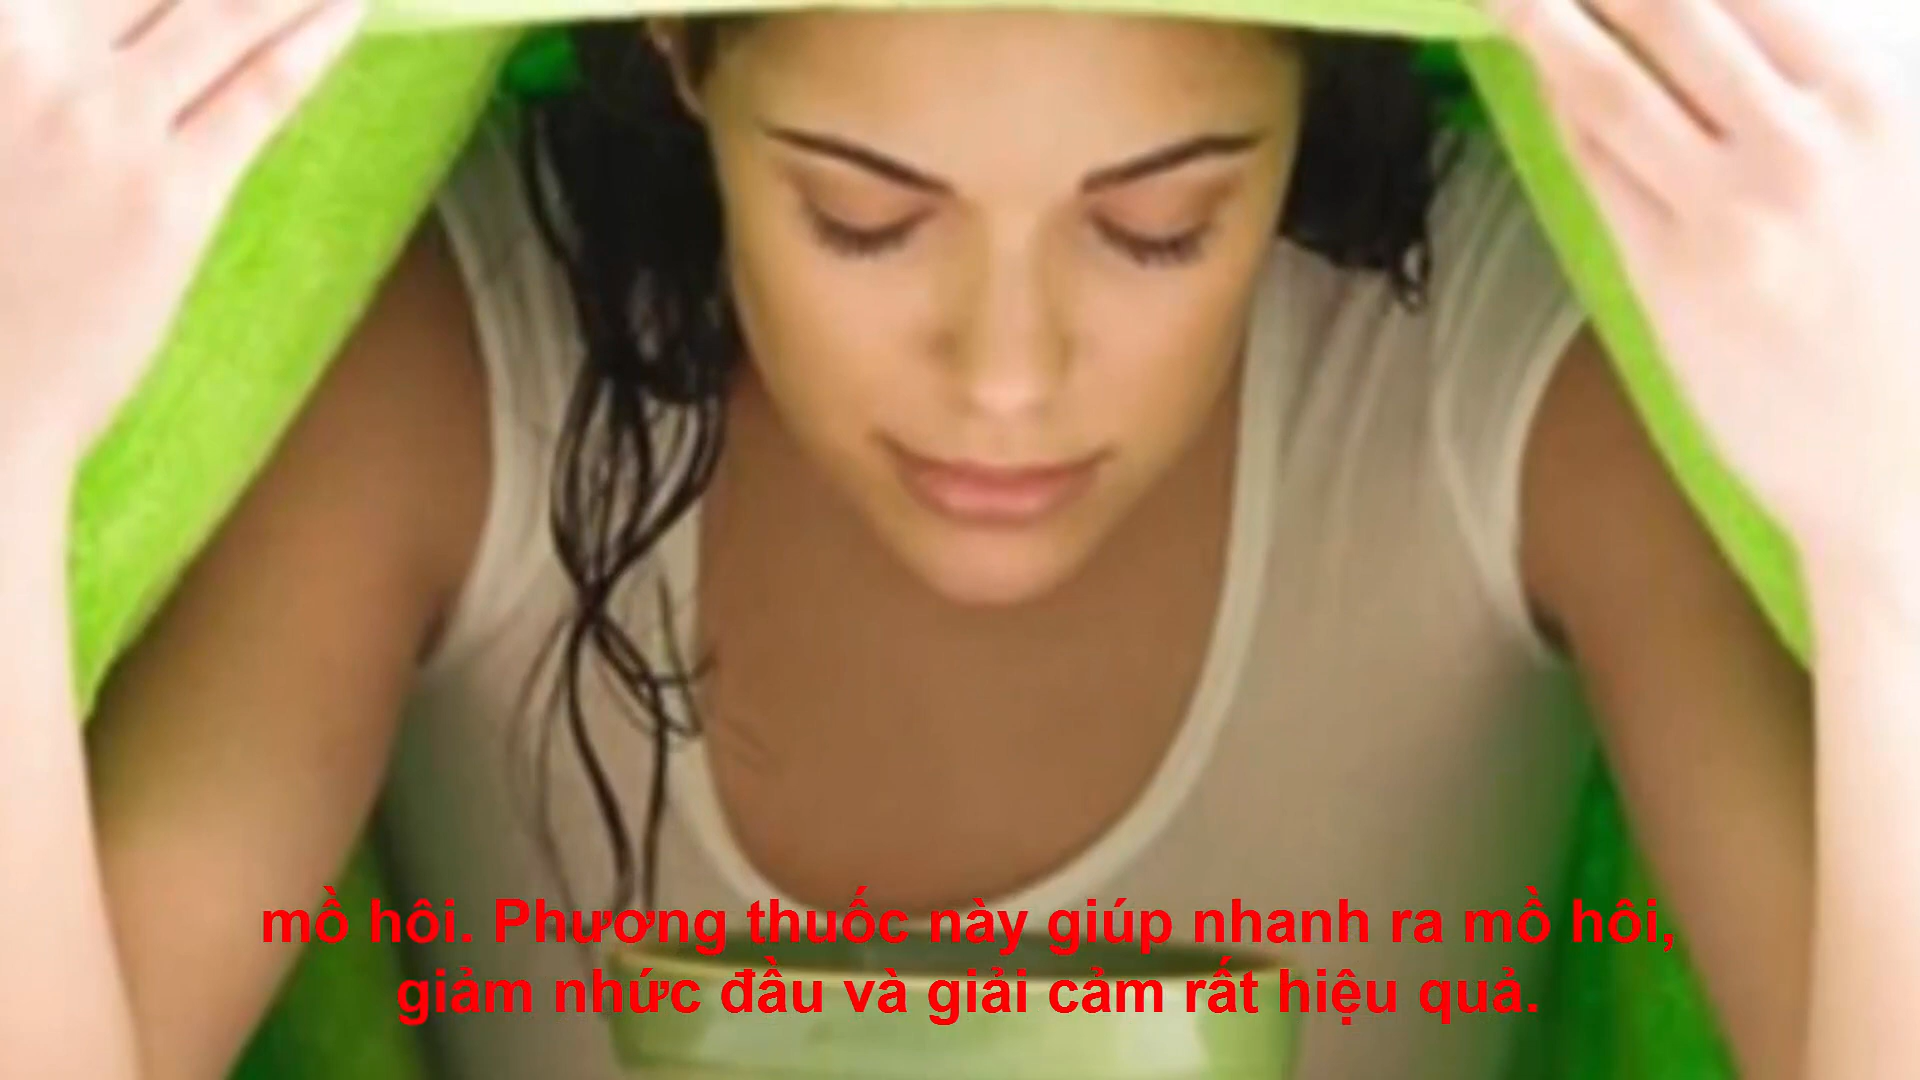 mồ hôi. Phương thuốc này giúp nhanh ra mồ hôi,
giảm nhức đầu và giải cảm rất hiệu quả.